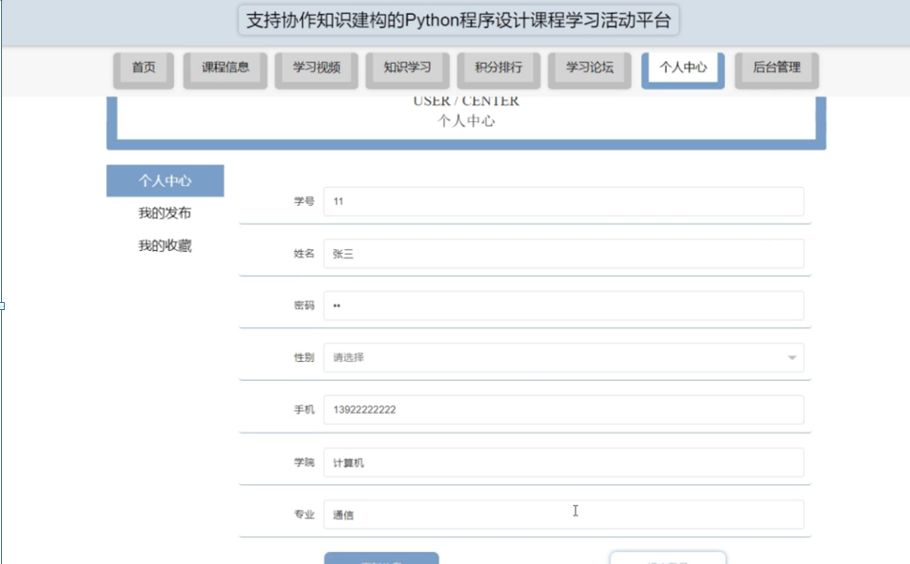 支持协作知识建构的Python程序设计课程学习活动平台
首页 课程信息 学习视频 知识学习 积分排行 学习论坛 个人中心 后台管理
USER / CENTER
个人中心
个人中心
我的发布
我的收藏
学号 11
姓名 张三
密码 ••
性别 请选择
手机 13922222222
学院 计算机
专业 通信